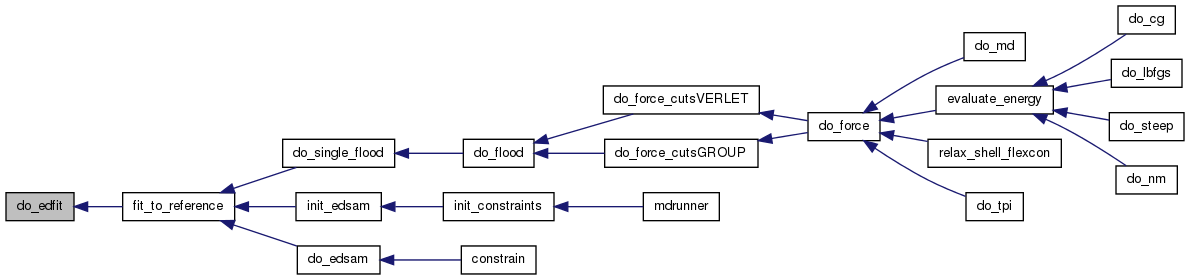 do_edfit
fit_to_reference
do_single_flood
init_edsam
do_edsam
do_flood
init_constraints
constrain
do_force_cutsVERLET
do_force_cutsGROUP
mdrunner
do_force
do_md
evaluate_energy
relax_shell_flexcon
do_tpi
do_cg
do_lbfgs
do_steep
do_nm